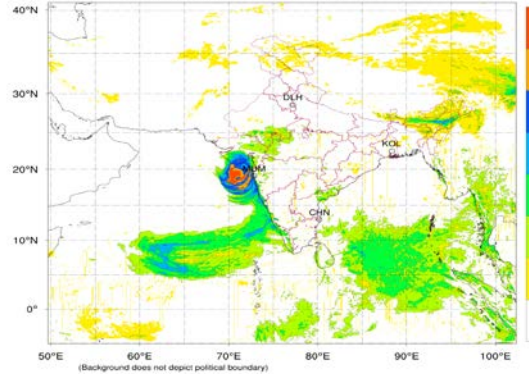 40°N
30°N
DLH
KOL
20°N
MUM
CHN
10°N
0°
50°E 60°E 70°E 80°E 90°E 100°E
(Background does not depict political boundary)